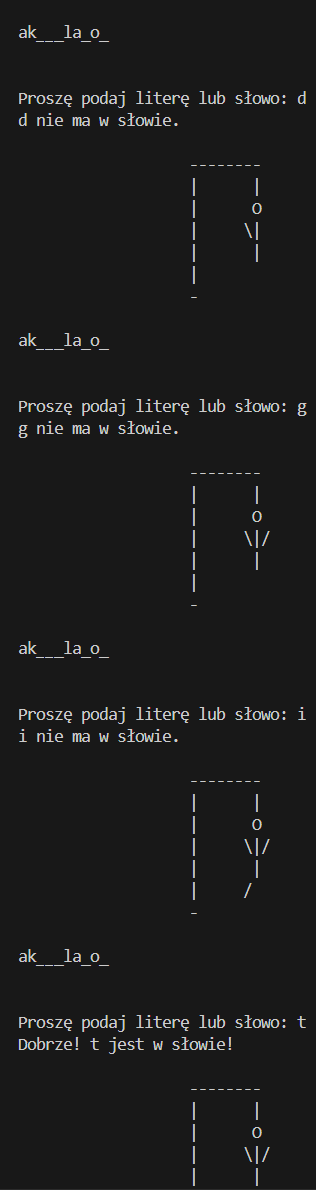 ak___la_o_
Proszę podaj literę lub słowo: d
d nie ma w słowie.
--------
|      |
|      O
|     \|
|      |
|
-
ak___la_o_
Proszę podaj literę lub słowo: g
g nie ma w słowie.
--------
|      |
|      O
|     \|/
|      |
|
-
ak___la_o_
Proszę podaj literę lub słowo: i
i nie ma w słowie.
--------
|      |
|      O
|     \|/
|      |
|     /
-
ak___la_o_
Proszę podaj literę lub słowo: t
Dobrze! t jest w słowie!
--------
|      |
|      O
|     \|/
|      |